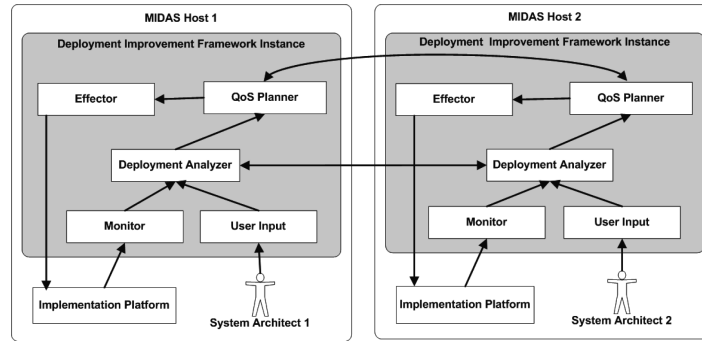 MIDAS Host 1
Deployment Improvement Framework Instance
Effector
QoS Planner
Deployment Analyzer
Monitor
User Input
Implementation Platform
System Architect 1
MIDAS Host 2
Deployment Improvement Framework Instance
Effector
QoS Planner
Deployment Analyzer
Monitor
User Input
Implementation Platform
System Architect 2